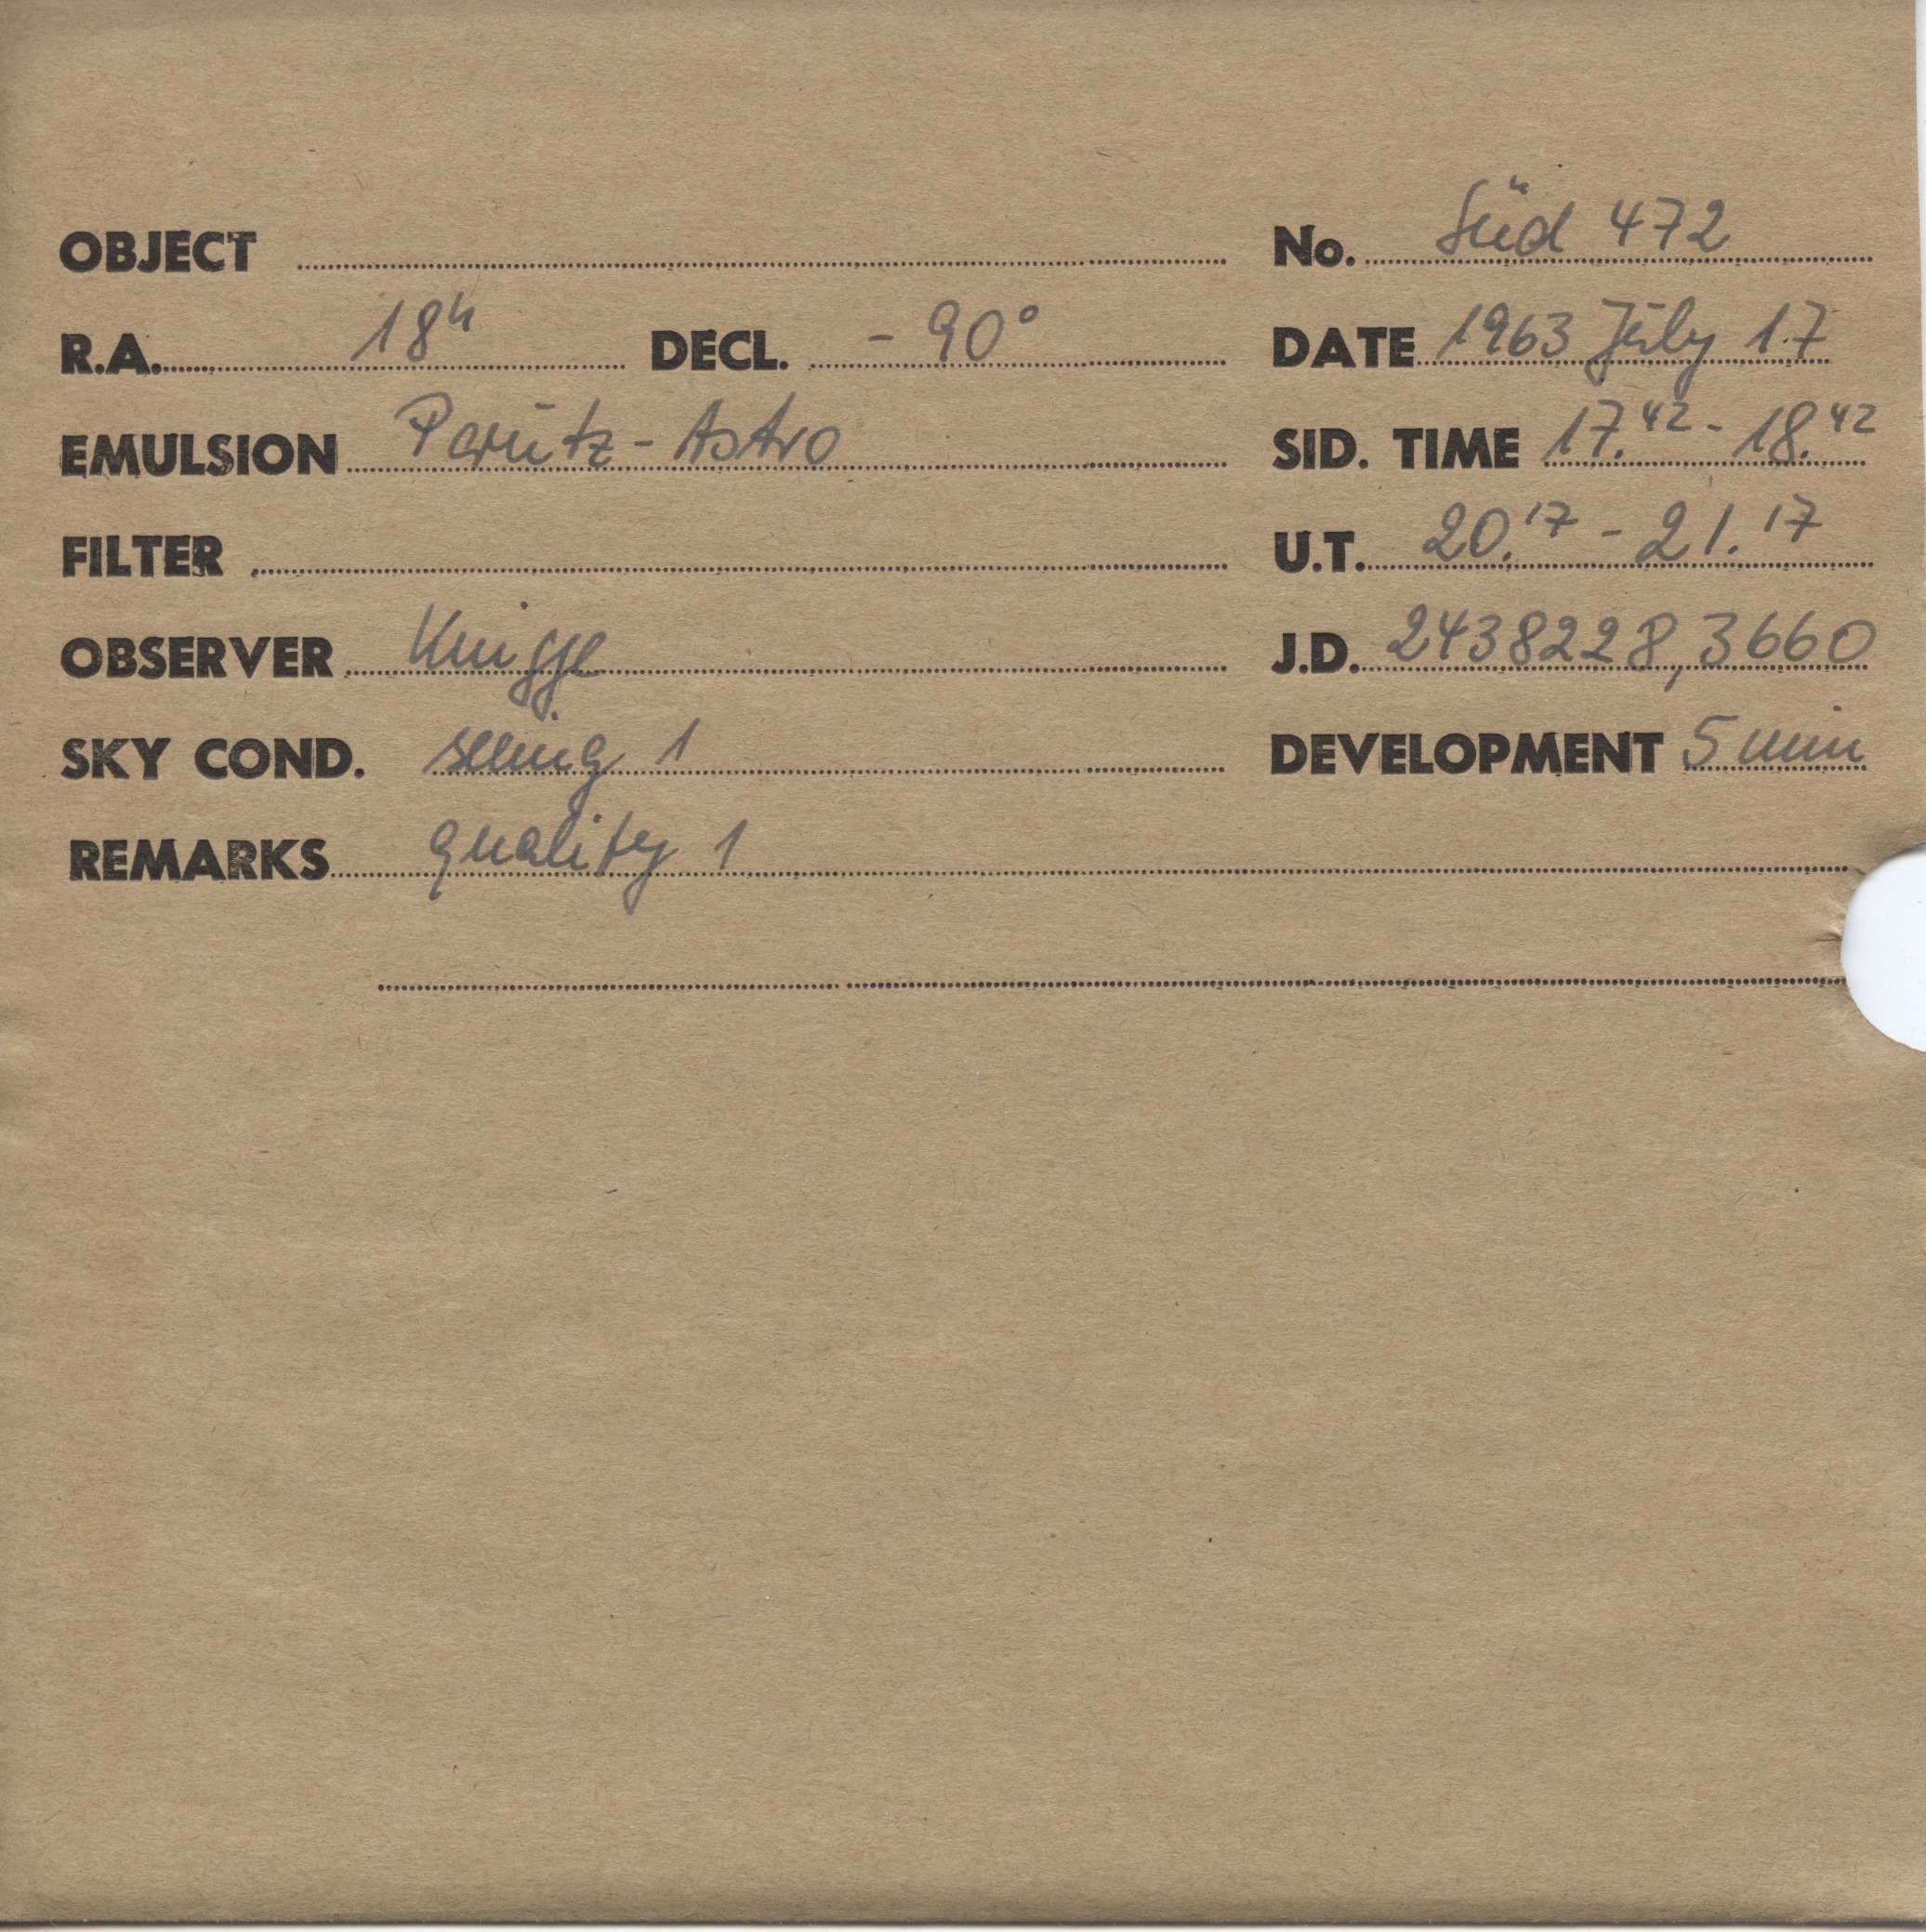 OBJECT No. Süd 472
R.A. 18h DECL. - 90° DATE 1963 July 17
EMULSION Perutz - Astro SID. TIME 17.42 - 18.42
FILTER U.T. 20.17 - 21.17
OBSERVER Knigge J.D. 2438228,3660
SKY COND. seeing 1 DEVELOPMENT 5 min
REMARKS quality 1